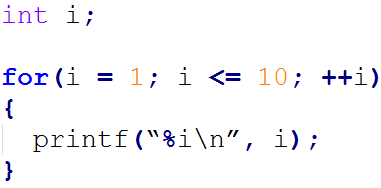 int i;
for(i = 1; i <= 10; ++i)
{
printf(“%i\n”, i);
}